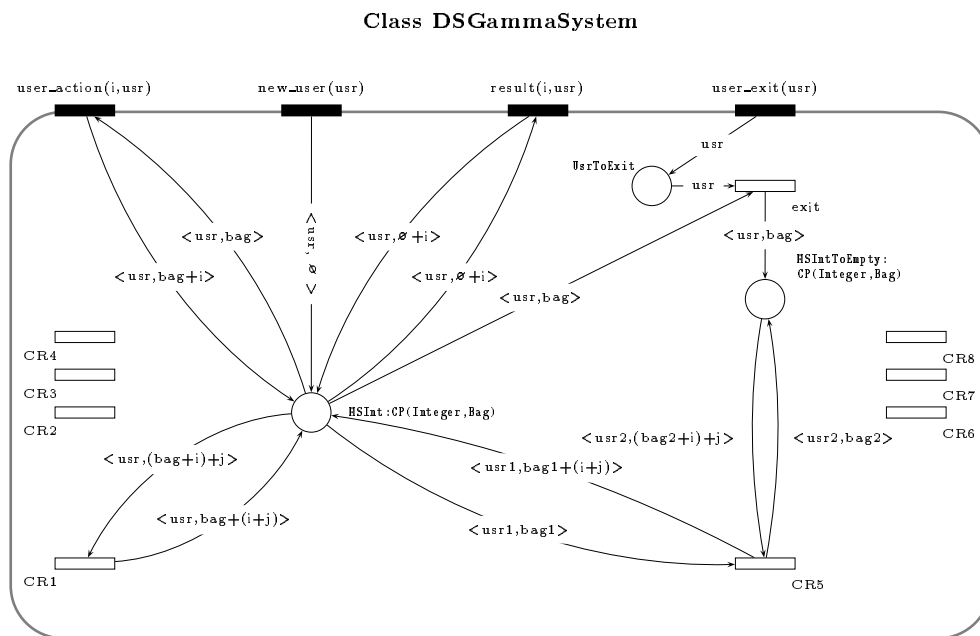 Class DSGammaSystem
user_action(i,usr)
new_user(usr)
result(i,usr)
user_exit(usr)
usr
UsrToExit
usr
exit
<usr,bag>
<usr,∅+i>
<usr,bag>
<usr,∅>
<usr,bag+i>
<usr,∅+i>
HSIntToEmpty:
CP(Integer,Bag)
<usr,bag>
CR4
CR8
CR3
CR7
HSInt:CP(Integer,Bag)
CR2
CR6
<usr2,(bag2+i)+j>
<usr2,bag2>
<usr,(bag+i)+j>
<usr1,bag1+(i+j)>
<usr,bag+(i+j)>
<usr1,bag1>
CR1
CR5